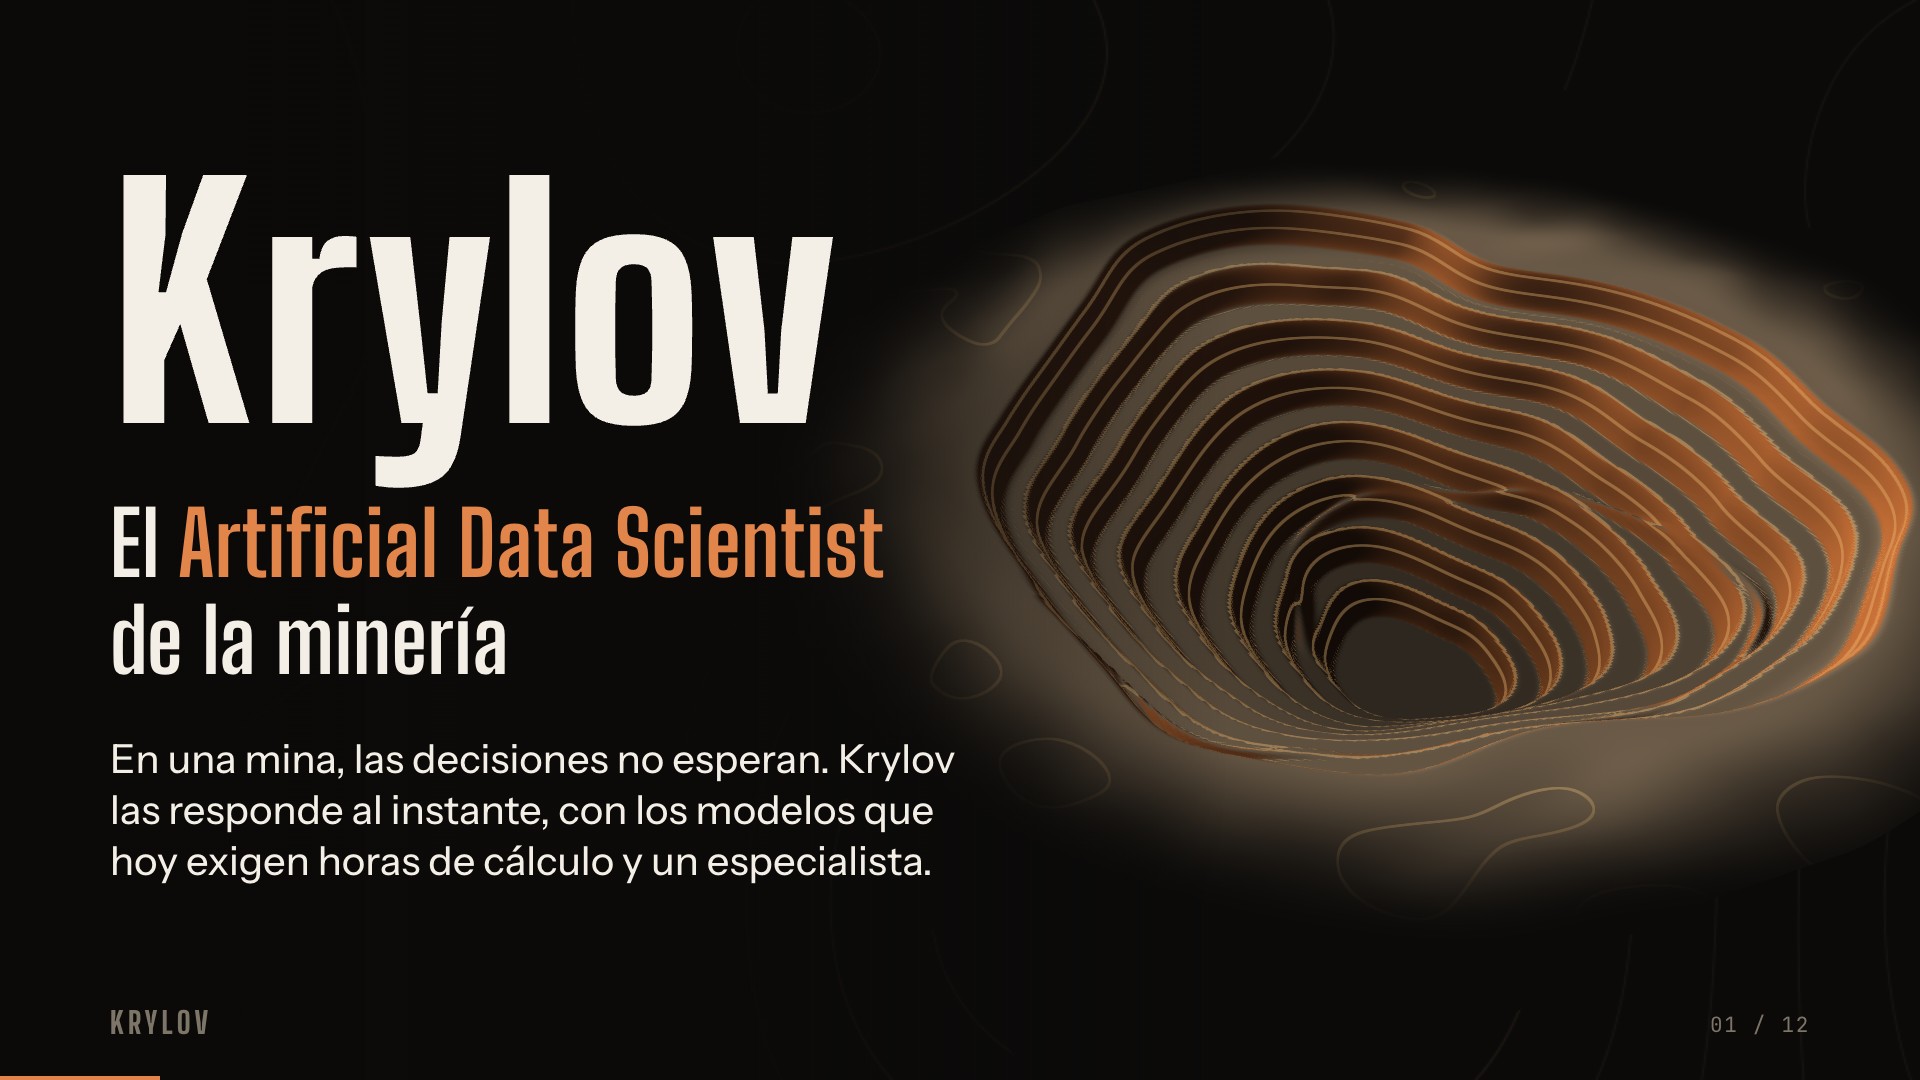 Krylov
El Artificial Data Scientist
de la minería
En una mina, las decisiones no esperan. Krylov
las responde al instante, con los modelos que
hoy exigen horas de cálculo y un especialista.
KRYLOV
01 / 12